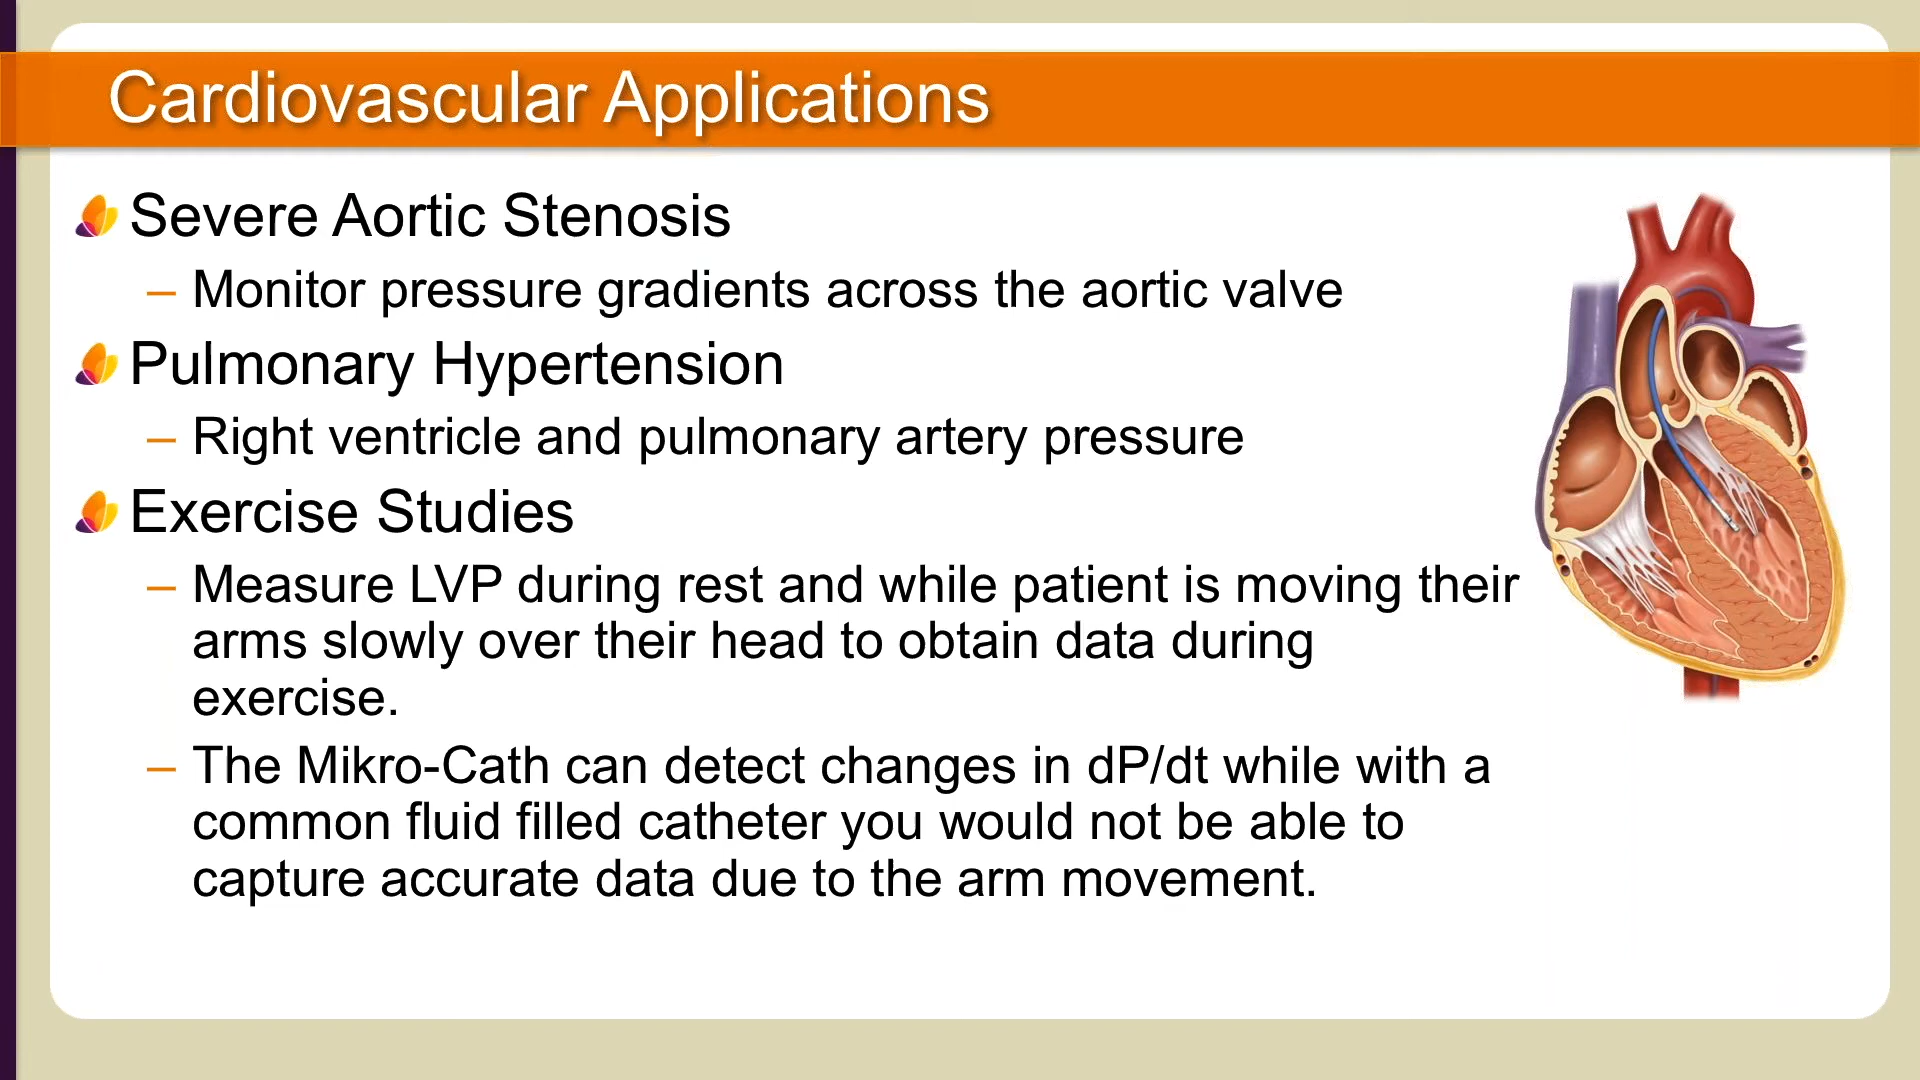 Cardiovascular Applications
Severe Aortic Stenosis
– Monitor pressure gradients across the aortic valve
Pulmonary Hypertension
– Right ventricle and pulmonary artery pressure
Exercise Studies
– Measure LVP during rest and while patient is moving their
arms slowly over their head to obtain data during
exercise.
– The Mikro-Cath can detect changes in dP/dt while with a
common fluid filled catheter you would not be able to
capture accurate data due to the arm movement.